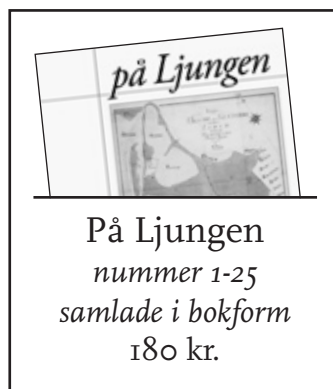 på Ljungen
På Ljungen
nummer 1-25
samlade i bokform
180 kr.